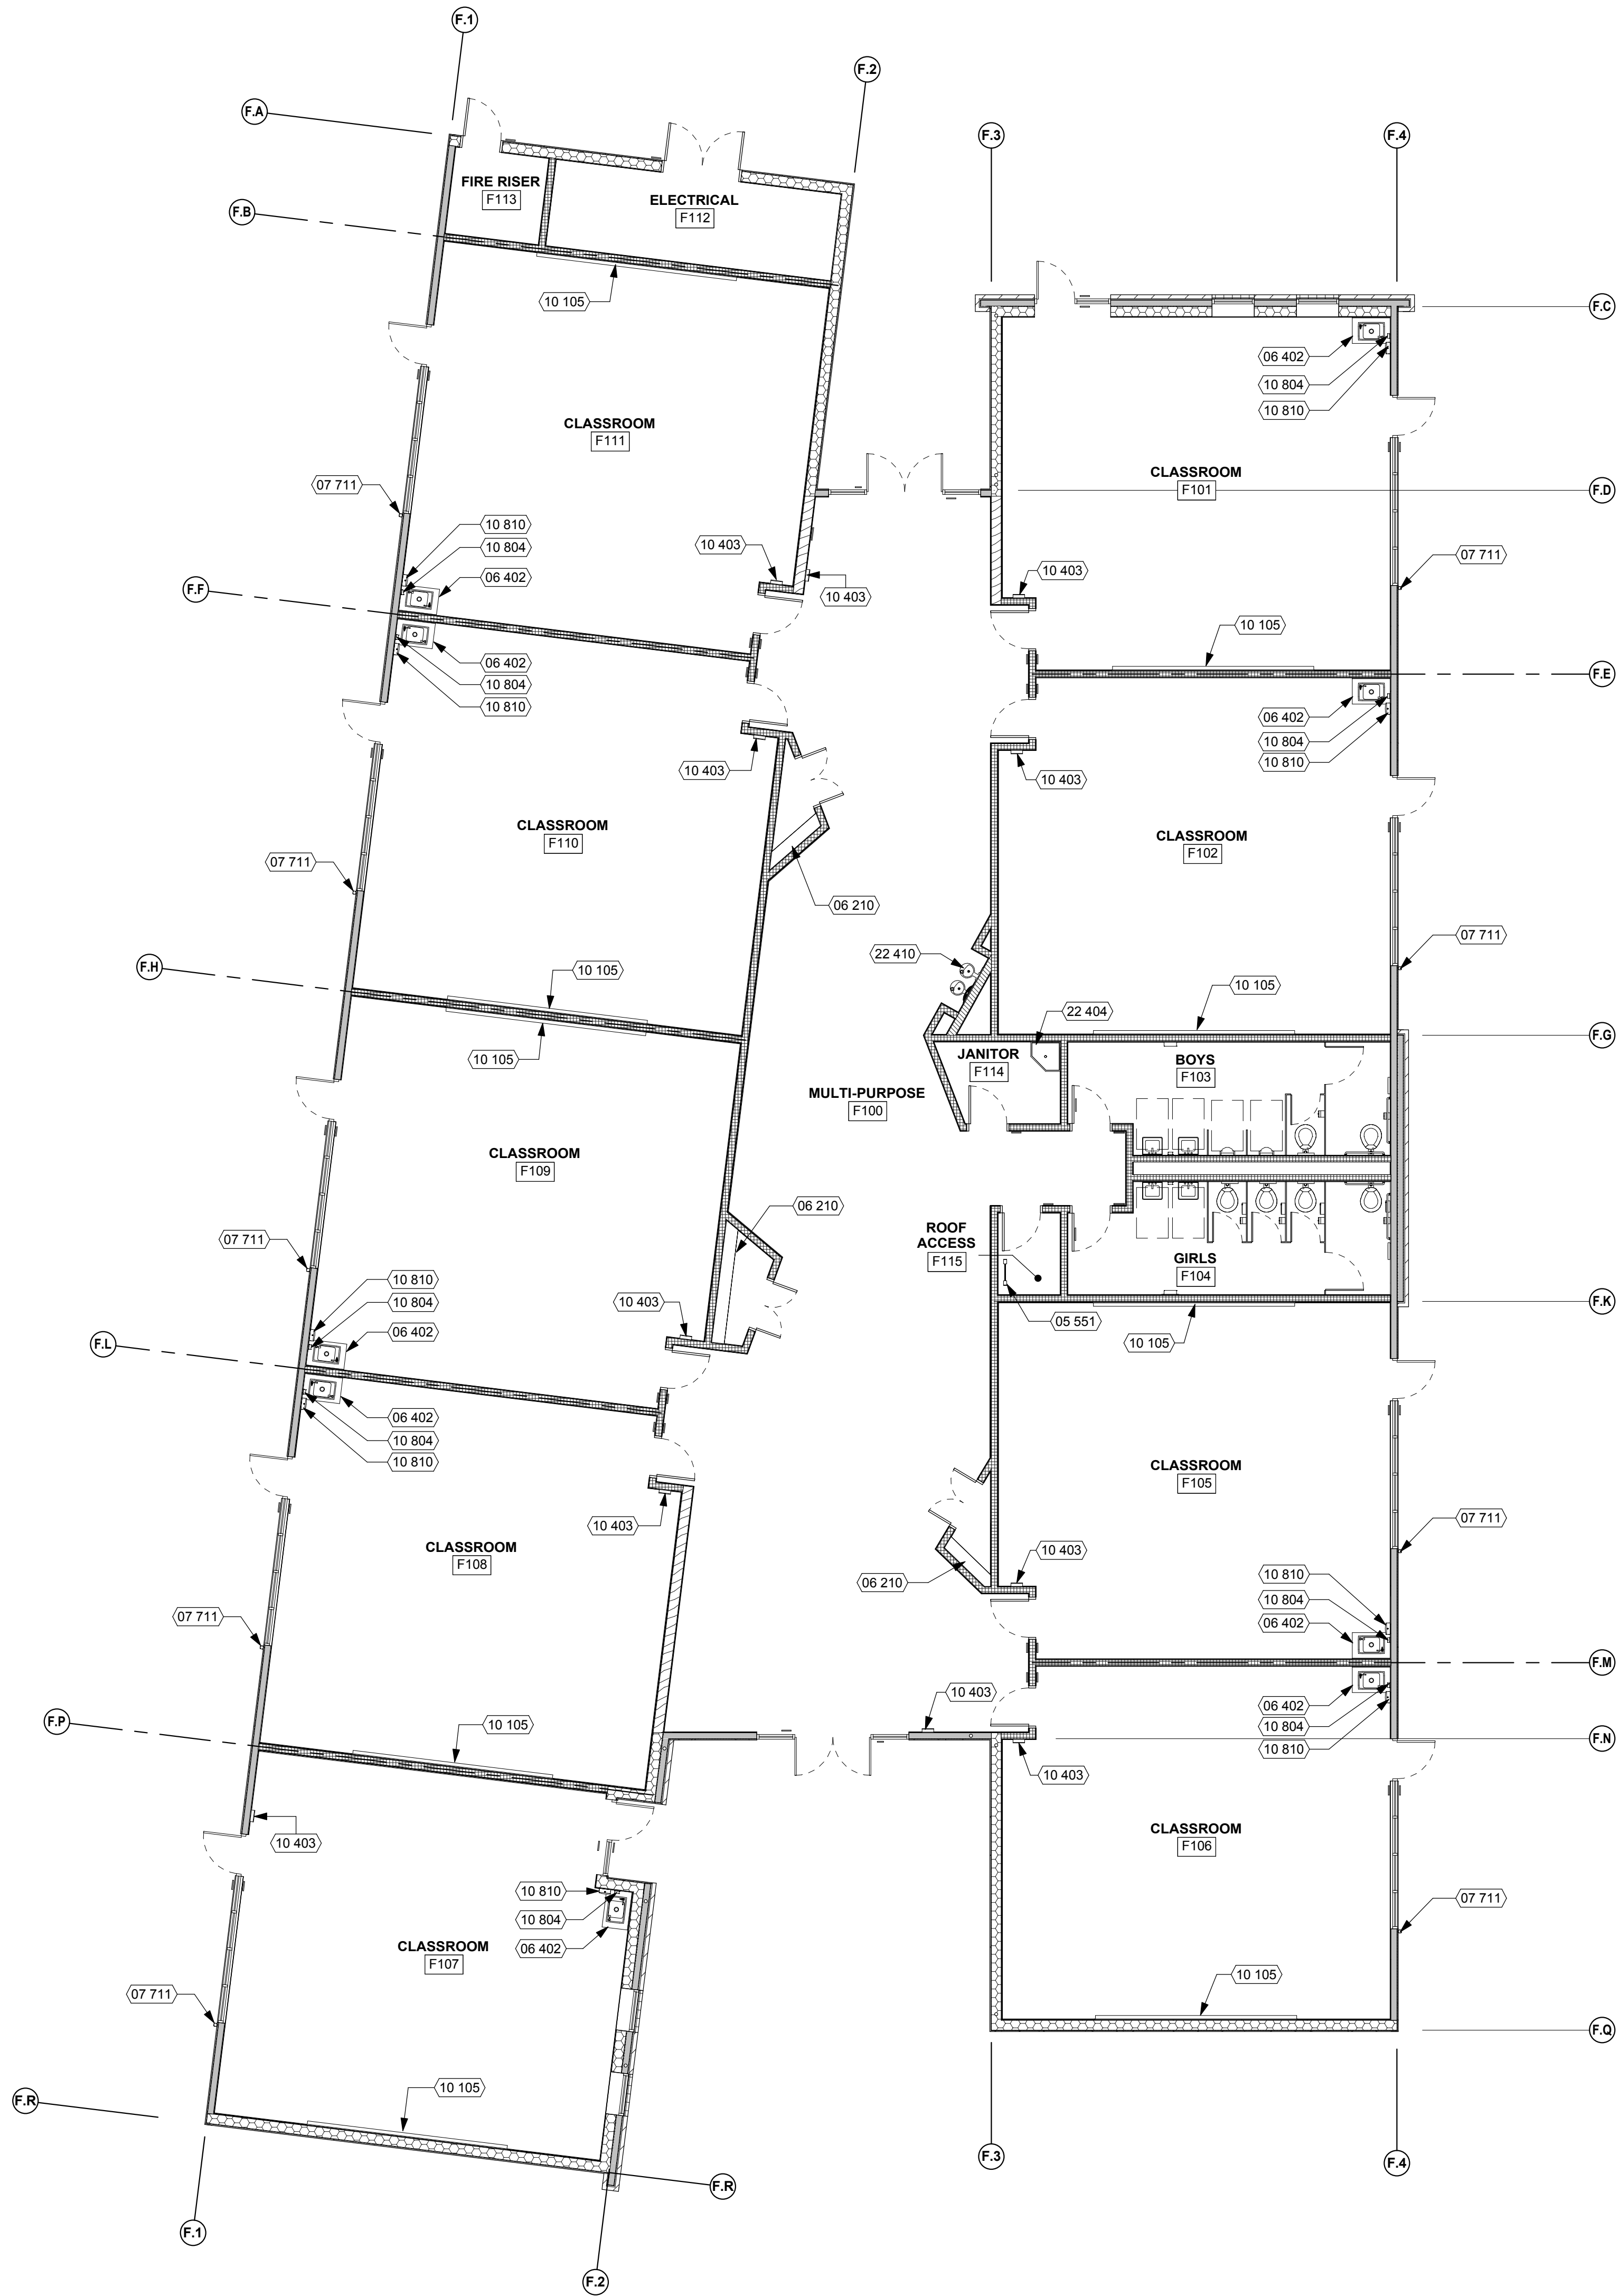 F.1
F.2
F.A
F.3
F.4
FIRE RISER
F113
ELECTRICAL
F112
F.B
10 105
F.C
06 402
10 804
10 810
CLASSROOM
F111
CLASSROOM
F101
07 711
F.D
10 810
10 804
06 402
10 403
10 403
07 711
10 403
F.F
10 105
06 402
10 804
10 810
F.E
06 402
10 804
10 810
10 403
10 403
CLASSROOM
F110
CLASSROOM
F102
07 711
06 210
07 711
22 410
F.H
10 105
10 105
22 404
F.G
10 105
JANITOR
F114
BOYS
F103
MULTI-PURPOSE
F100
CLASSROOM
F109
06 210
ROOF
ACCESS
F115
07 711
GIRLS
F104
10 810
10 804
06 402
10 403
05 551
F.K
10 105
F.L
06 402
10 804
10 810
CLASSROOM
F105
10 403
07 711
CLASSROOM
F108
10 403
06 210
10 810
10 804
06 402
07 711
F.M
10 403
06 402
10 804
10 810
F.P
10 105
F.N
10 403
10 403
CLASSROOM
F106
10 810
10 804
06 402
07 711
CLASSROOM
F107
07 711
10 105
F.Q
10 105
F.R
F.R
F.3
F.4
F.1
F.2